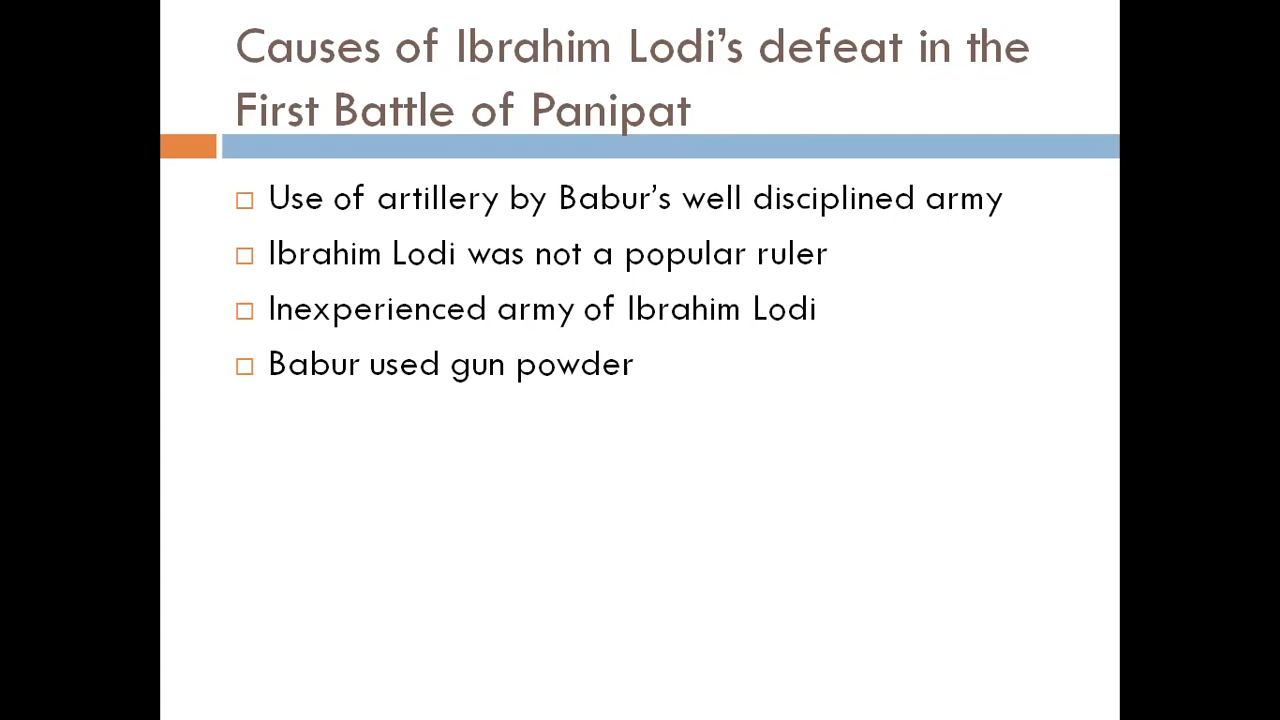 Causes of Ibrahim Lodi’s defeat in the
First Battle of Panipat
Use of artillery by Babur’s well disciplined army
Ibrahim Lodi was not a popular ruler
Inexperienced army of Ibrahim Lodi
Babur used gun powder